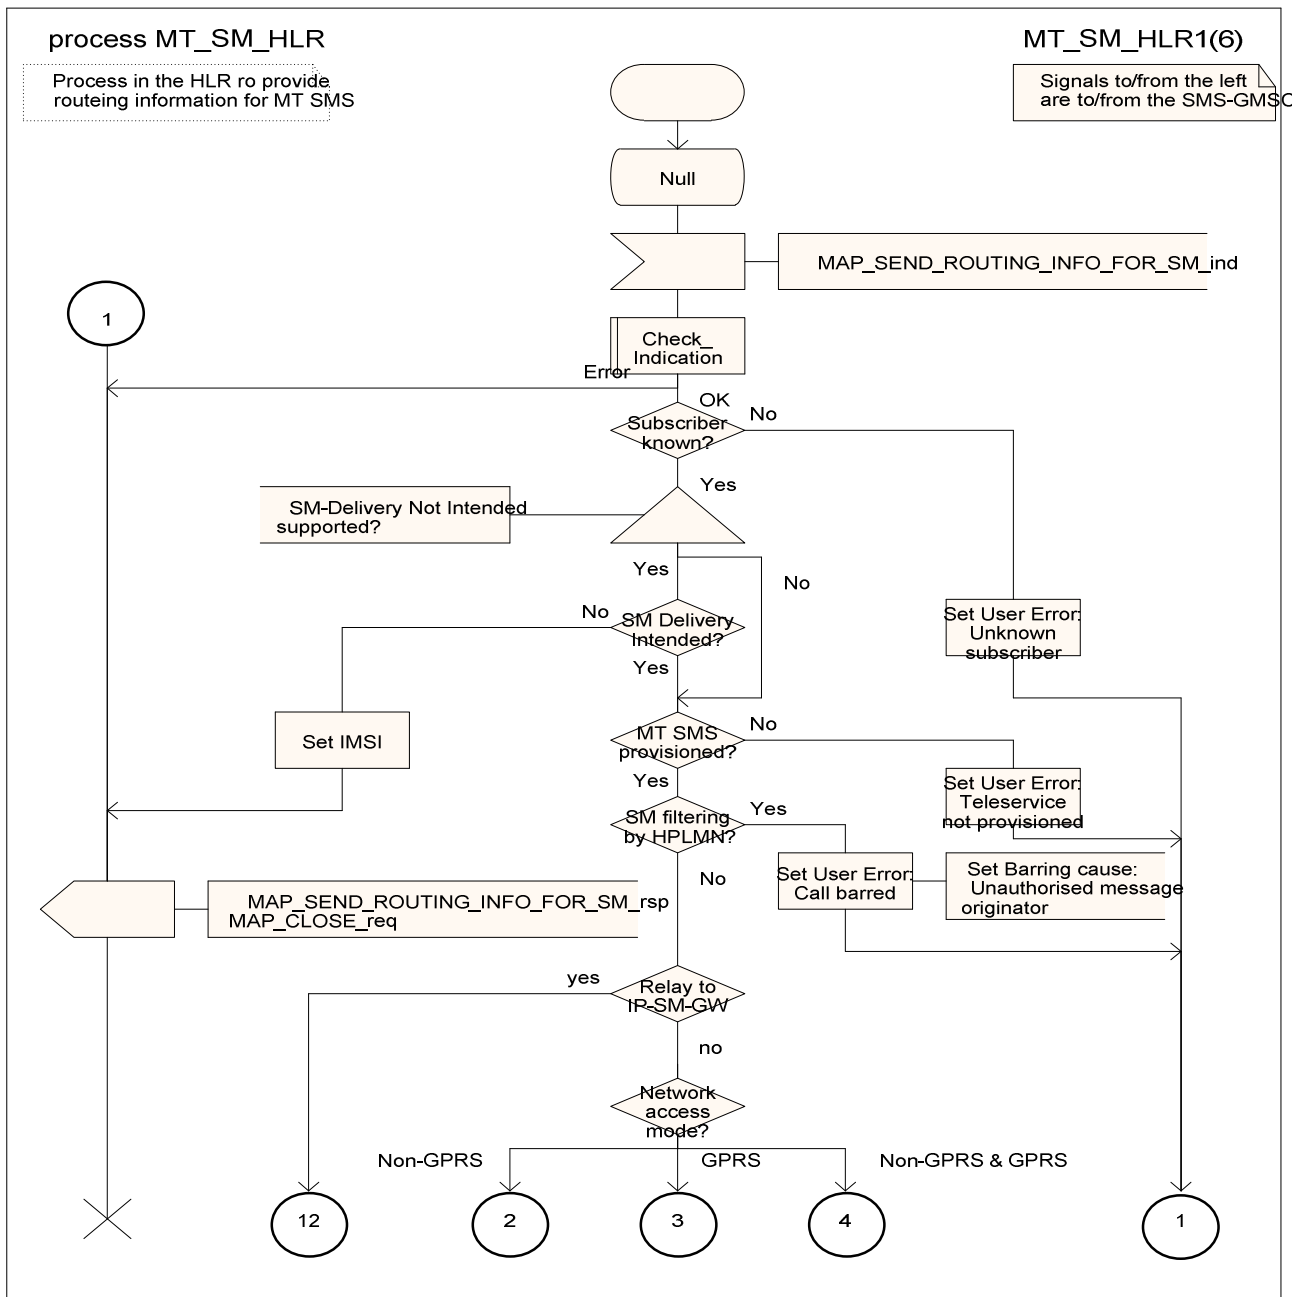 process MT_SM_HLR
MT_SM_HLR1(6)
Process in the HLR ro provide
routeing information for MT SMS
Signals to/from the left
are to/from the SMS-GMSC
Null
MAP_SEND_ROUTING_INFO_FOR_SM_ind
1
Check_
Indication
Error
OK
No
Subscriber
known?
Yes
SM-Delivery Not Intended
supported?
Yes
No
No
SM Delivery
Intended?
Set User Error:
Unknown
subscriber
Yes
Set IMSI
MT SMS
provisioned?
No
Yes
Set User Error:
Teleservice
not provisioned
SM filtering
by HPLMN?
Yes
No
Set User Error:
Call barred
Set Barring cause:
Unauthorised message
originator
MAP_SEND_ROUTING_INFO_FOR_SM_rsp
MAP_CLOSE_req
yes
Relay to
IP-SM-GW
no
Network
access
mode?
Non-GPRS
GPRS
Non-GPRS & GPRS
12
2
3
4
1